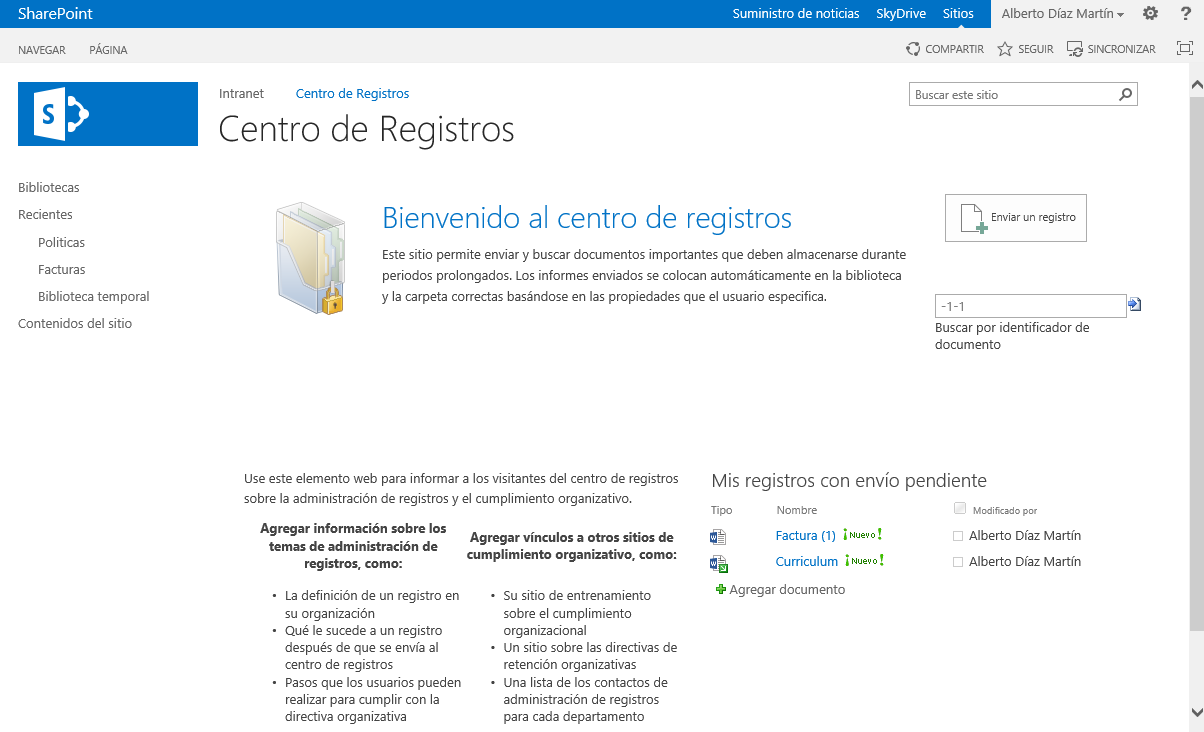 SharePoint
Suministro de noticias SkyDrive Sitios Alberto Díaz Martín ?
NAVEGAR PÁGINA
COMPARTIR SEGUIR SINCRONIZAR
S
Intranet Centro de Registros
Buscar este sitio
Centro de Registros
Bibliotecas
Recientes
Politicas
Facturas
Biblioteca temporal
Contenidos del sitio
Bienvenido al centro de registros
Este sitio permite enviar y buscar documentos importantes que deben almacenarse durante
periodos prolongados. Los informes enviados se colocan automáticamente en la biblioteca
y la carpeta correctas basándose en las propiedades que el usuario especifica.
Enviar un registro
-1-1
Buscar por identificador de
documento
Use este elemento web para informar a los visitantes del centro de registros
sobre la administración de registros y el cumplimiento organizativo.
Agregar información sobre los
temas de administración de
registros, como:
• La definición de un registro en
su organización
• Qué le sucede a un registro
después de que se envía al
centro de registros
• Pasos que los usuarios pueden
realizar para cumplir con la
directiva organizativa
Agregar vínculos a otros sitios de
cumplimiento organizativo, como:
• Su sitio de entrenamiento
sobre el cumplimiento
organizacional
• Un sitio sobre las directivas de
retención organizativas
• Una lista de los contactos de
administración de registros
para cada departamento
Mis registros con envío pendiente
Tipo Nombre Modificado por
Factura (1) ¡Nuevo! Alberto Díaz Martín
Curriculum ¡Nuevo! Alberto Díaz Martín
Agregar documento